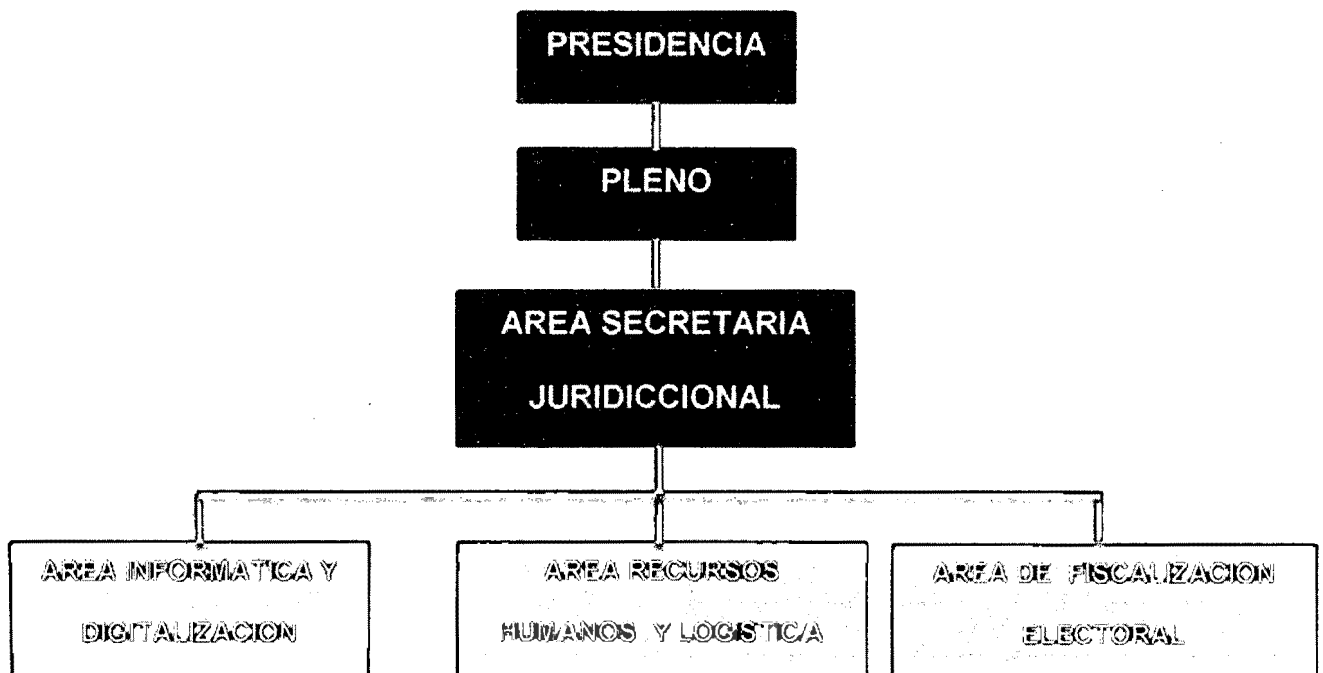 PRESIDENCIA
PLENO
AREA SECRETARIA
JURIDICCIONAL
AREA INFORMATICA Y
DIGITALIZACION
AREA RECURSOS
HUMANOS Y LOGISTICA
AREA DE FISCALIZACION
ELECTORAL